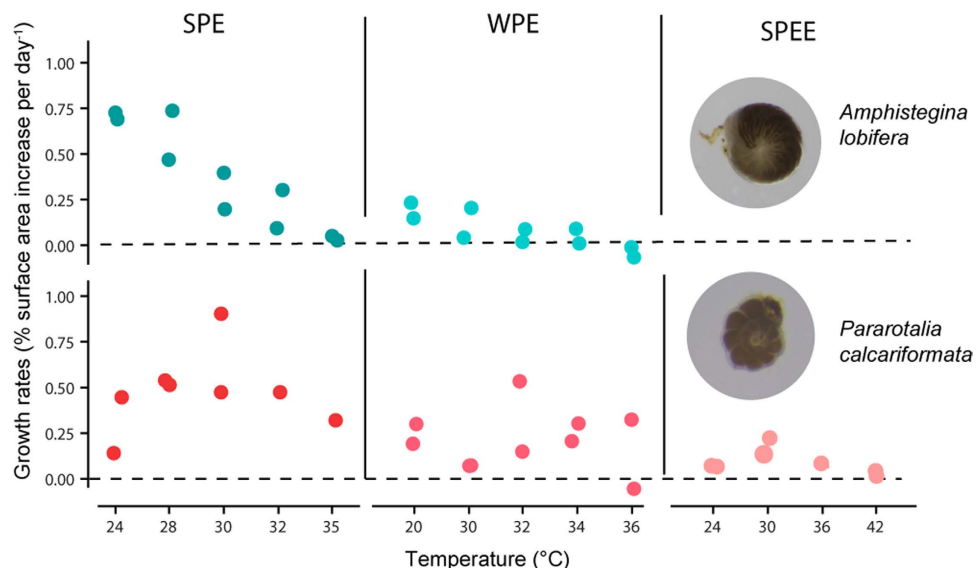 SPE
WPE
SPEE
Growth rates (% surface area increase per day⁻¹)
1.00
0.75
0.50
0.25
0.00
Amphistegina
lobifera
1.00
0.75
0.50
0.25
0.00
Pararotalia
calcariformata
24 28 30 32 35
20 30 32 34 36
24 30 36 42
Temperature (°C)